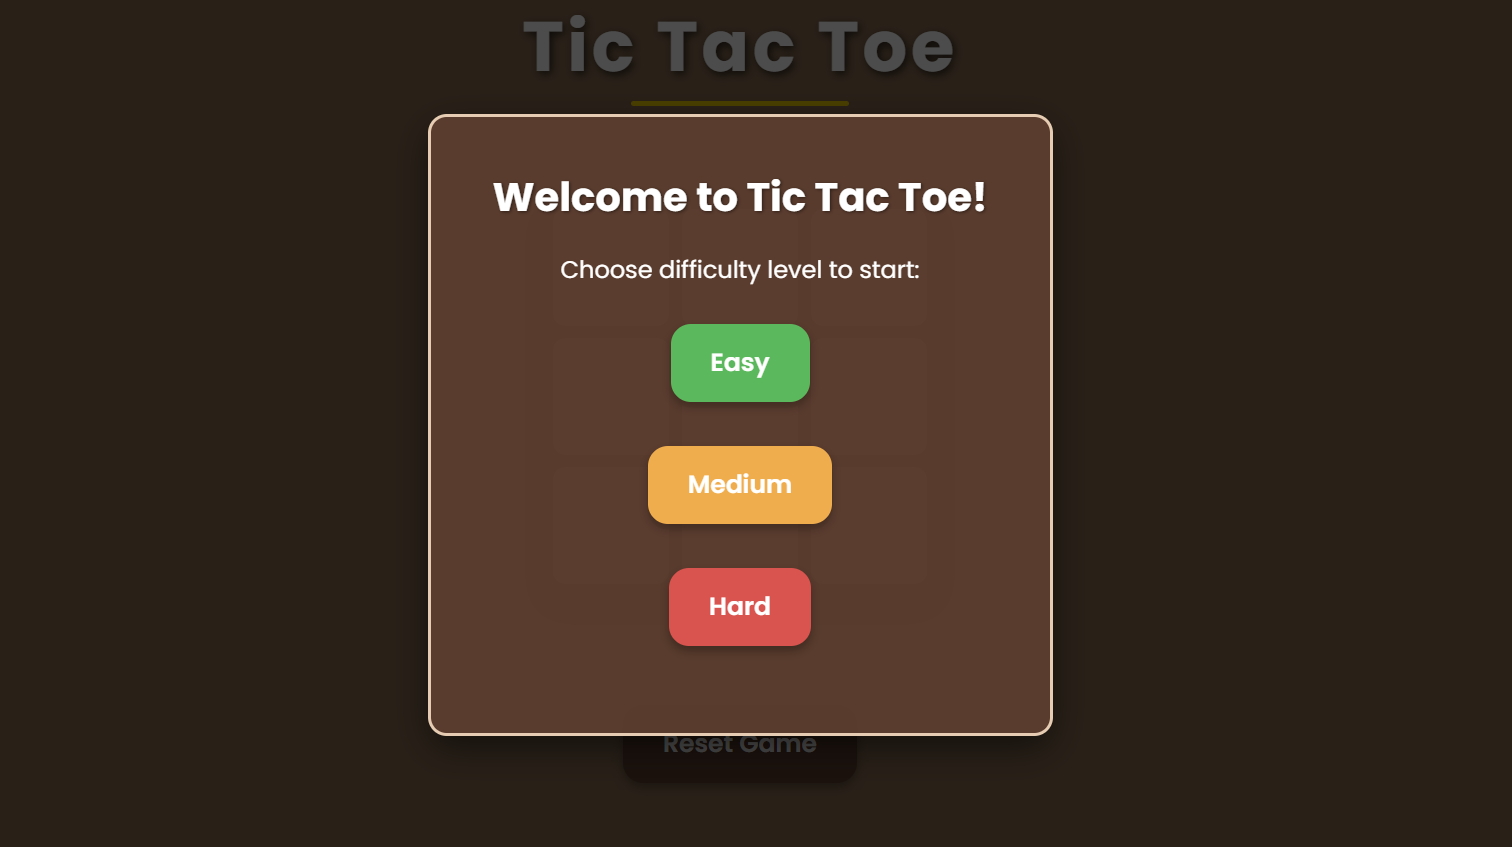 Tic Tac Toe
Welcome to Tic Tac Toe!
Choose difficulty level to start:
Easy
Medium
Hard
Reset Game